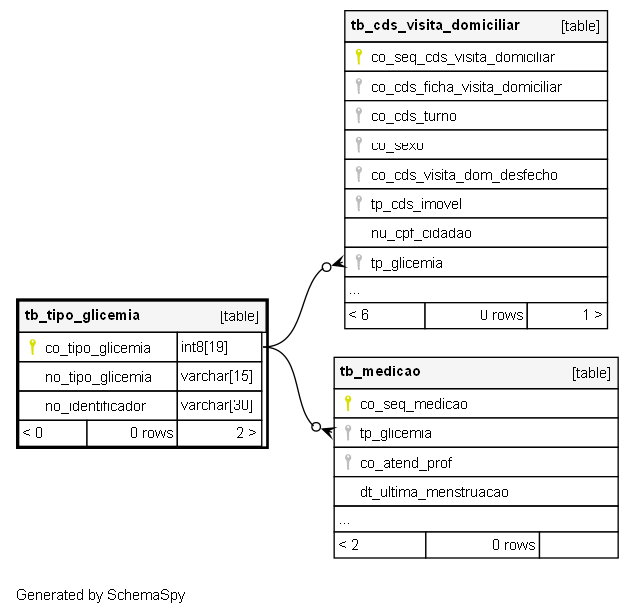 tb_cds_visita_domiciliar [table]
co_seq_cds_visita_domiciliar
co_cds_ficha_visita_domiciliar
co_cds_turno
co_sexo
co_cds_visita_dom_desfecho
tp_cds_imovel
nu_cpf_cidadao
tp_glicemia
...
< 6 0 rows 1 >
tb_tipo_glicemia [table]
co_tipo_glicemia int8[19]
no_tipo_glicemia varchar[15]
no_identificador varchar[30]
< 0 0 rows 2 >
tb_medicao [table]
co_seq_medicao
tp_glicemia
co_atend_prof
dt_ultima_menstruacao
...
< 2 0 rows
Generated by SchemaSpy